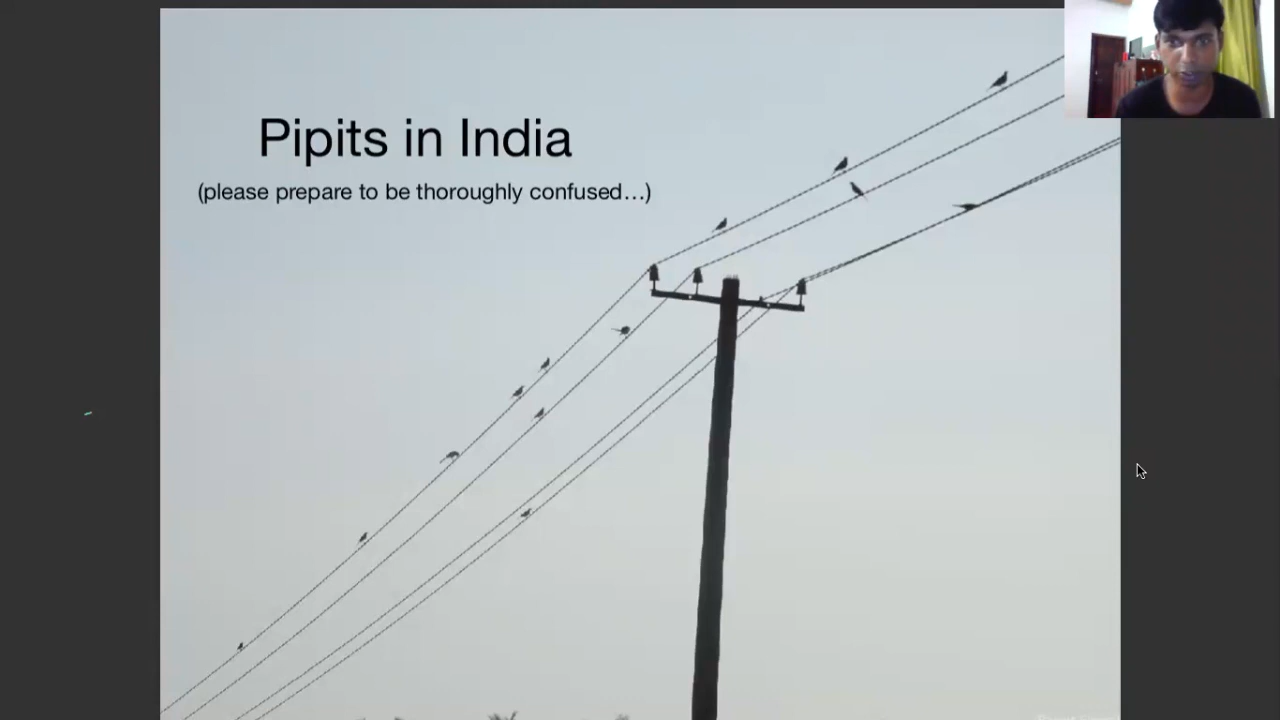 Pipits in India
(please prepare to be thoroughly confused...)